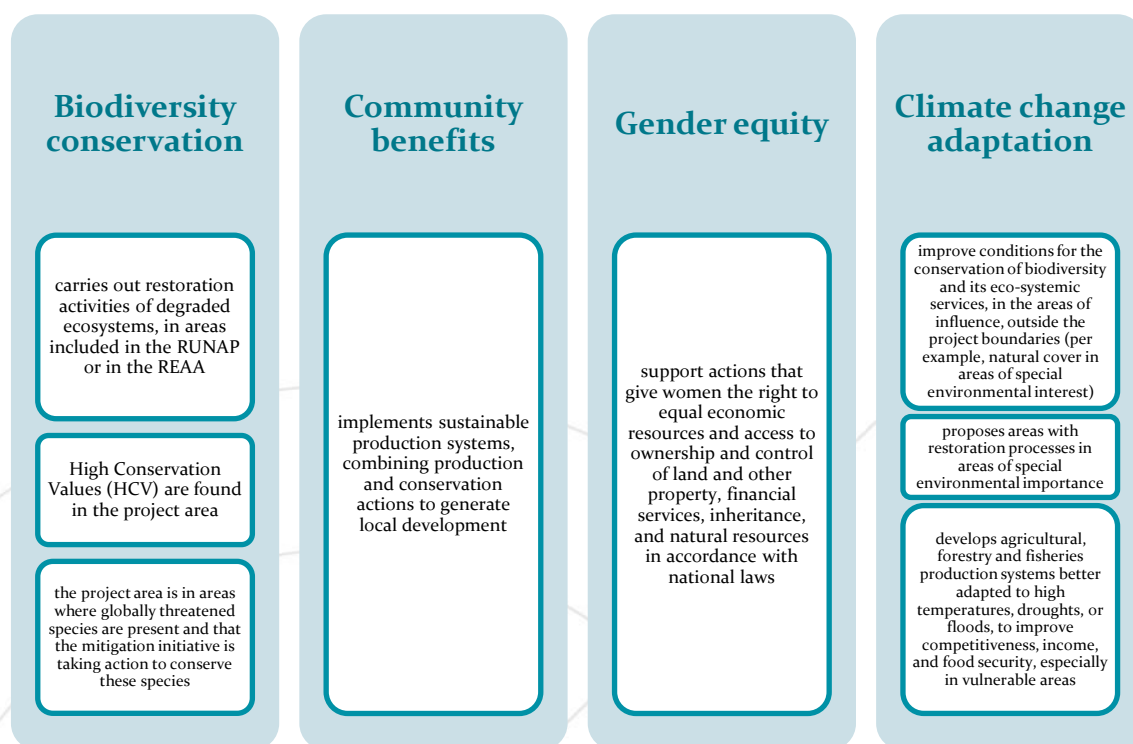 Biodiversity
conservation
carries out restoration
activities of degraded
ecosystems, in areas
included in the RUNAP
or in the REAA
High Conservation
Values (HCV) are found
in the project area
the project area is in areas
where globally threatened
species are present and that
the mitigation initiative is
taking action to conserve
these species
Community
benefits
implements sustainable
production systems,
combining production
and conservation
actions to generate
local development
Gender equity
support actions that
give women the right to
equal economic
resources and access to
ownership and control
of land and other
property, financial
services, inheritance,
and natural resources
in accordance with
national laws
Climate change
adaptation
improve conditions for the
conservation of biodiversity
and its eco-systemic
services, in the areas of
influence, outside the
project boundaries (per
example, natural cover in
areas of special
environmental interest)
proposes areas with
restoration processes in
areas of special
environmental importance
develops agricultural,
forestry and fisheries
production systems better
adapted to high
temperatures, droughts, or
floods, to improve
competitiveness, income,
and food security, especially
in vulnerable areas